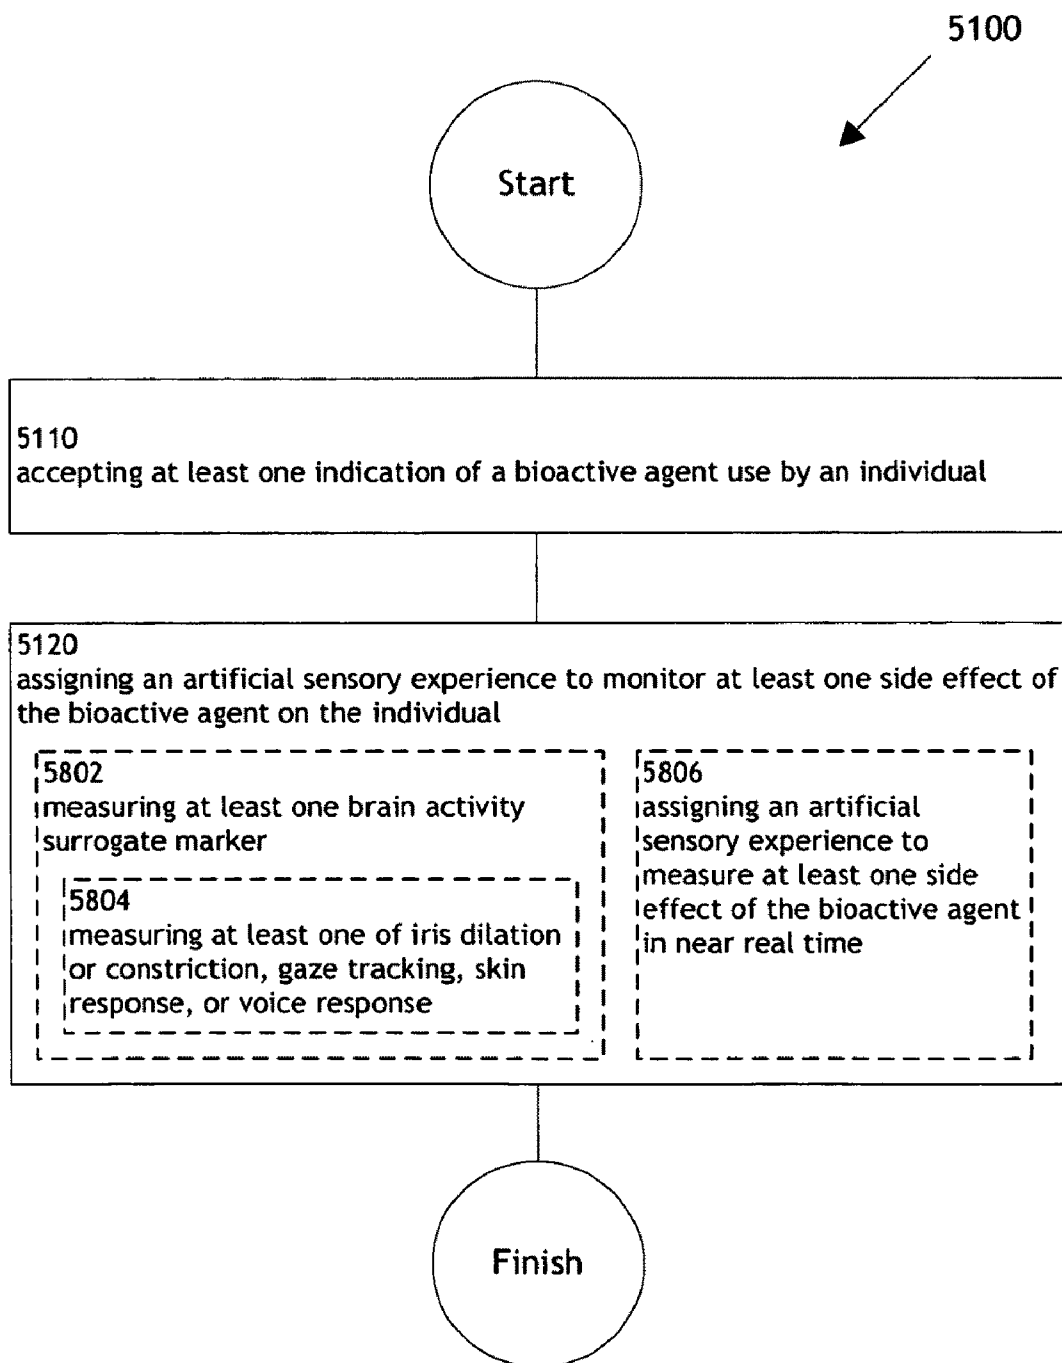 5100
Start
5110
accepting at least one indication of a bioactive agent use by an individual
5120
assigning an artificial sensory experience to monitor at least one side effect of
the bioactive agent on the individual
5802
measuring at least one brain activity
surrogate marker
5804
measuring at least one of iris dilation
or constriction, gaze tracking, skin
response, or voice response
5806
assigning an artificial
sensory experience to
measure at least one side
effect of the bioactive agent
in near real time
Finish